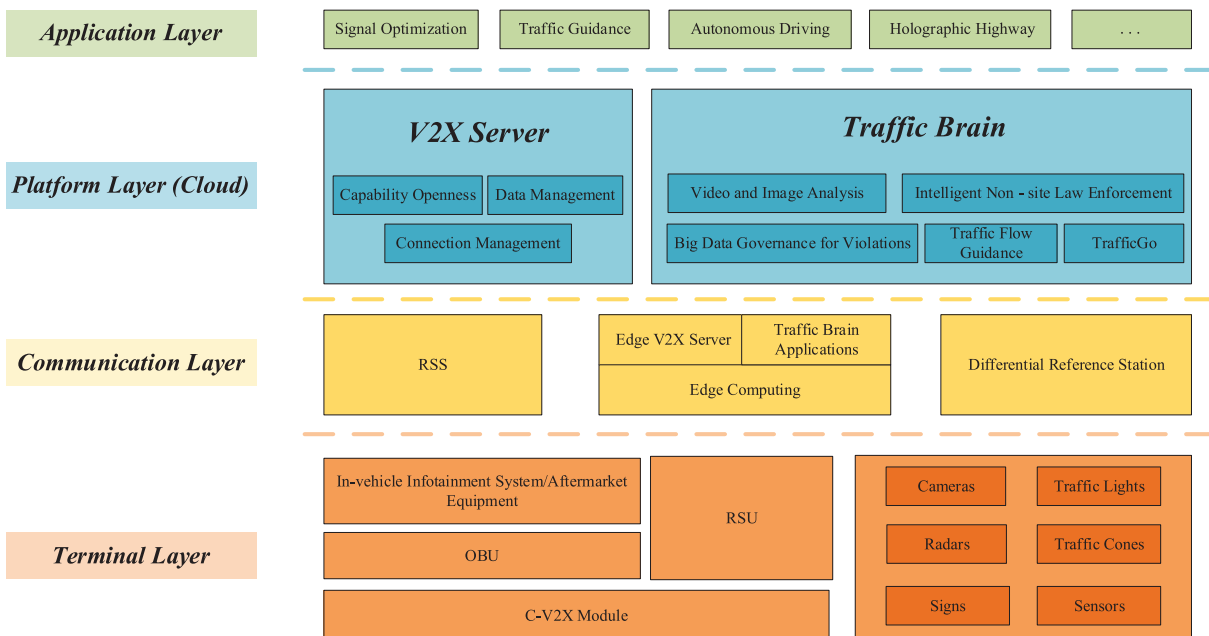 Application Layer
Signal Optimization
Traffic Guidance
Autonomous Driving
Holographic Highway
. . .
Platform Layer (Cloud)
V2X Server
Capability Openness
Data Management
Connection Management
Traffic Brain
Video and Image Analysis
Intelligent Non - site Law Enforcement
Big Data Governance for Violations
Traffic Flow
Guidance
TrafficGo
Communication Layer
RSS
Edge V2X Server
Traffic Brain
Applications
Edge Computing
Differential Reference Station
Terminal Layer
In-vehicle Infotainment System/Aftermarket
Equipment
OBU
RSU
C-V2X Module
Cameras
Traffic Lights
Radars
Traffic Cones
Signs
Sensors